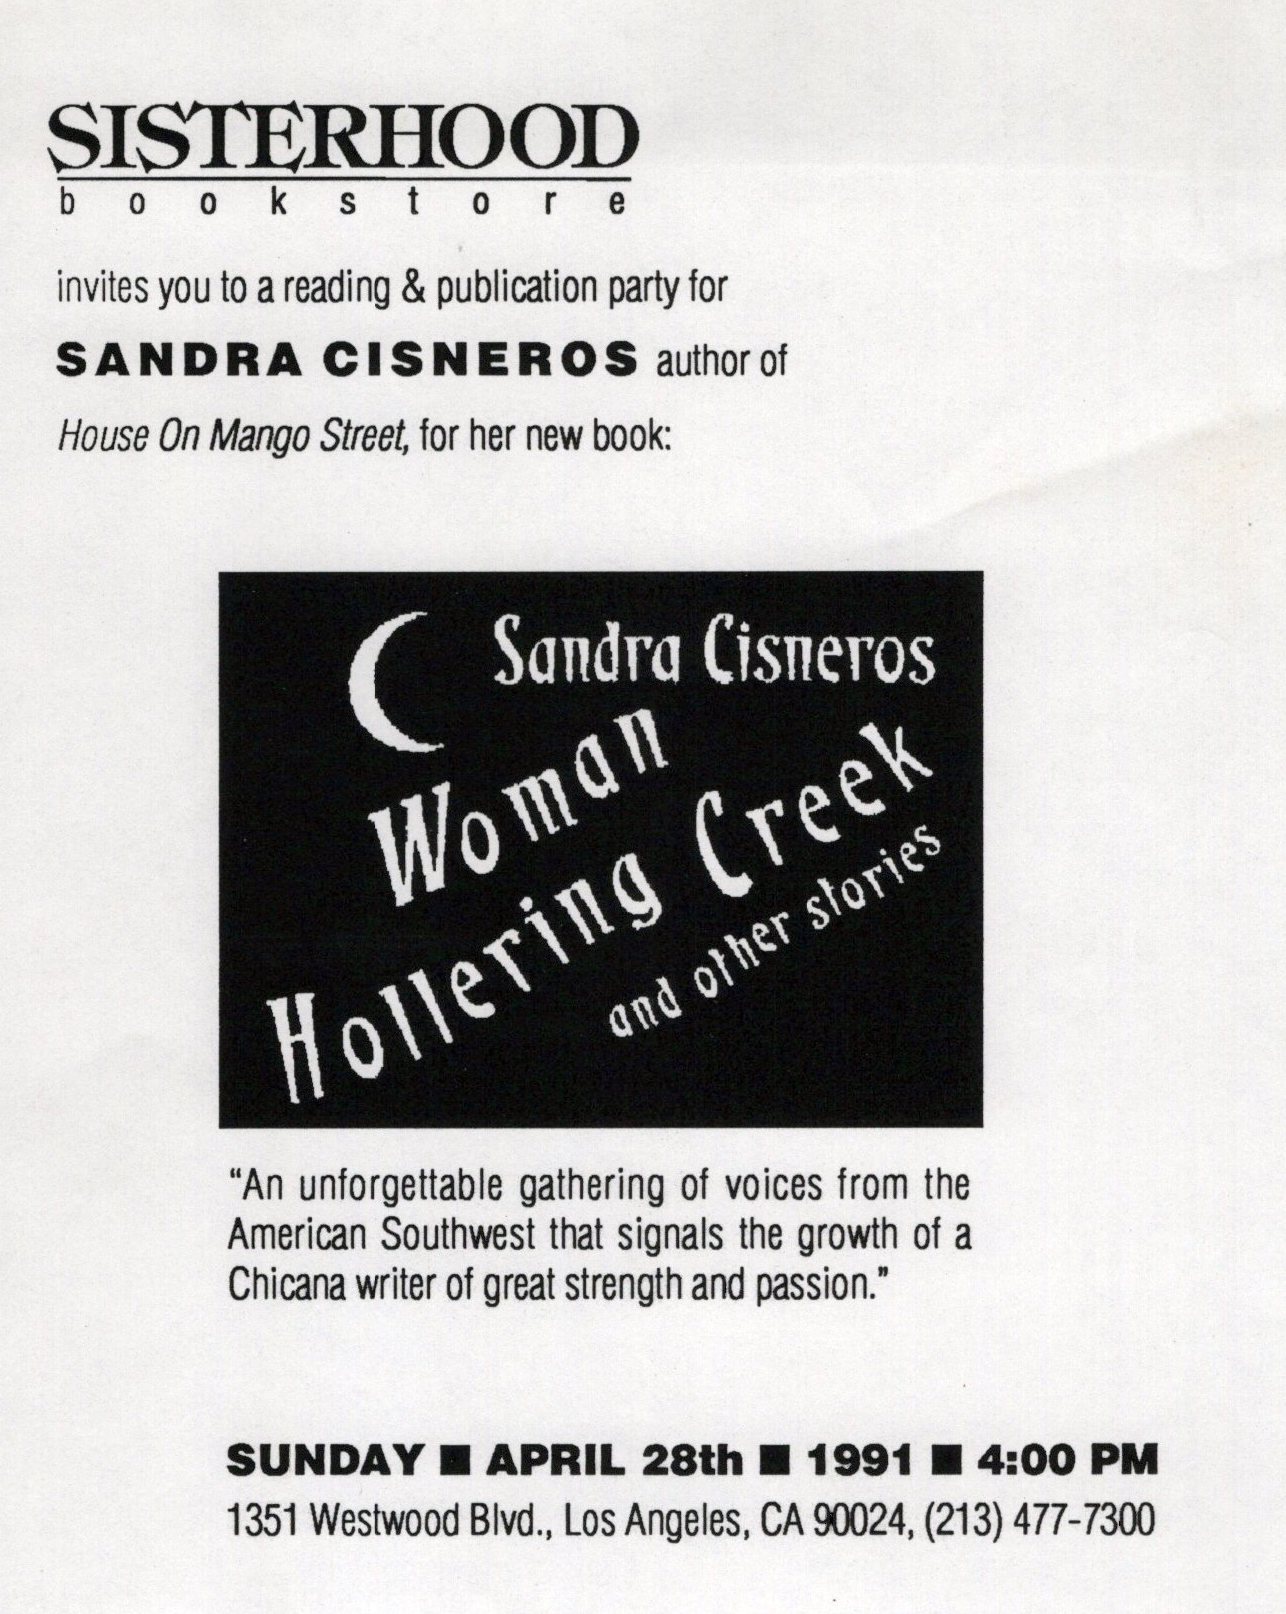 SISTERHOOD
bookstore
invites you to a reading & publication party for
SANDRA CISNEROS author of
House On Mango Street, for her new book:
Sandra Cisneros
Woman
Hollering Creek
and other stories
“An unforgettable gathering of voices from the
American Southwest that signals the growth of a
Chicana writer of great strength and passion.”
SUNDAY ■ APRIL 28th ■ 1991 ■ 4:00 PM
1351 Westwood Blvd., Los Angeles, CA 90024, (213) 477-7300